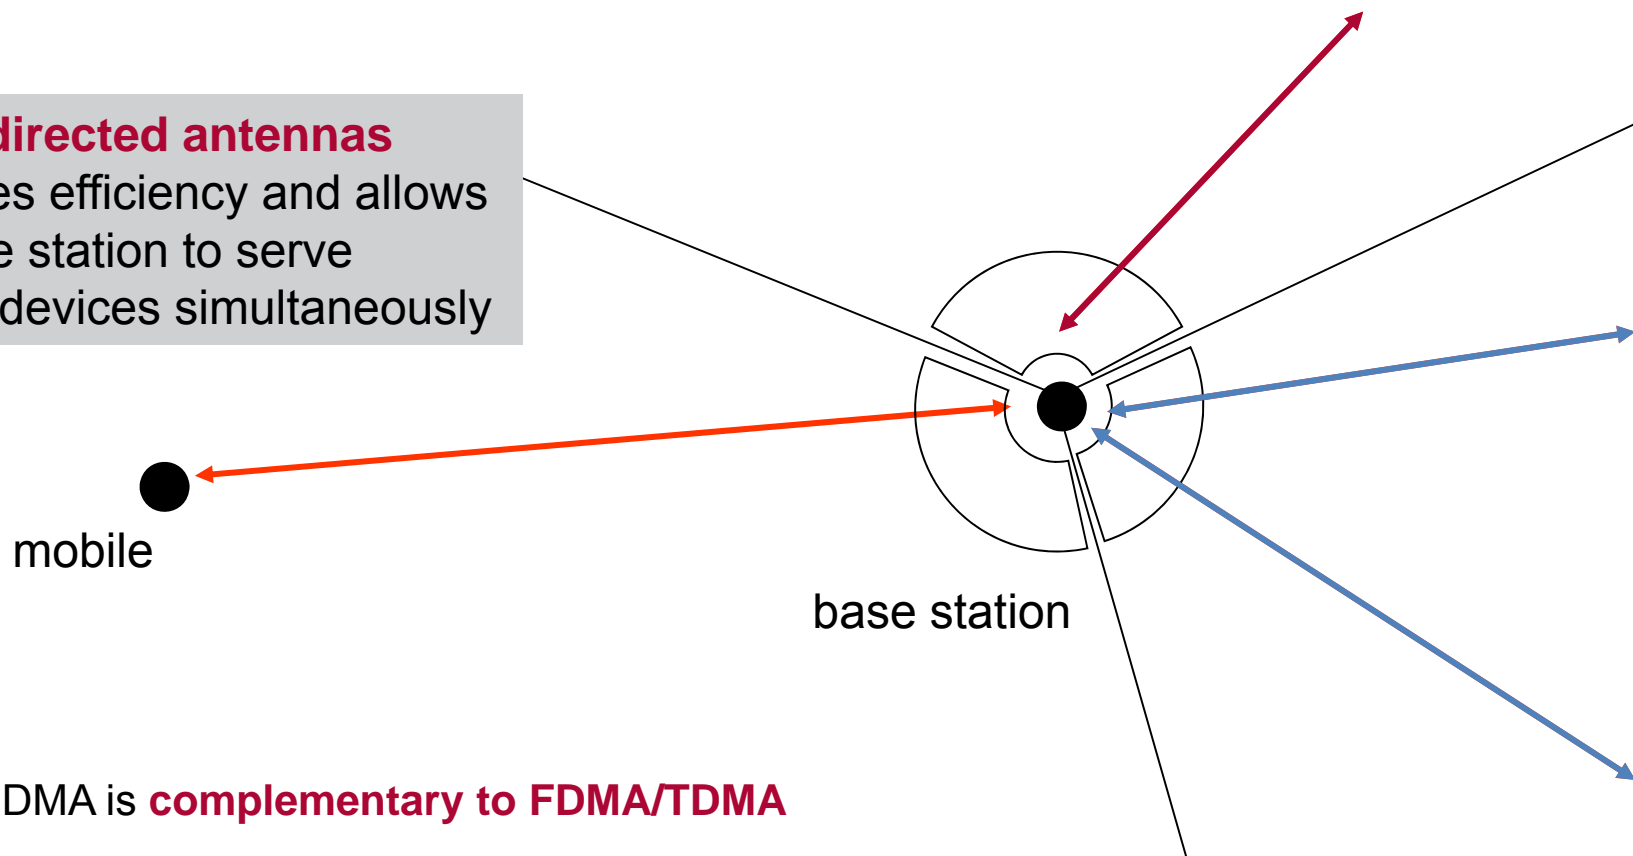 directed antennas
es efficiency and allows
e station to serve
devices simultaneously
mobile
base station
DMA is complementary to FDMA/TDMA